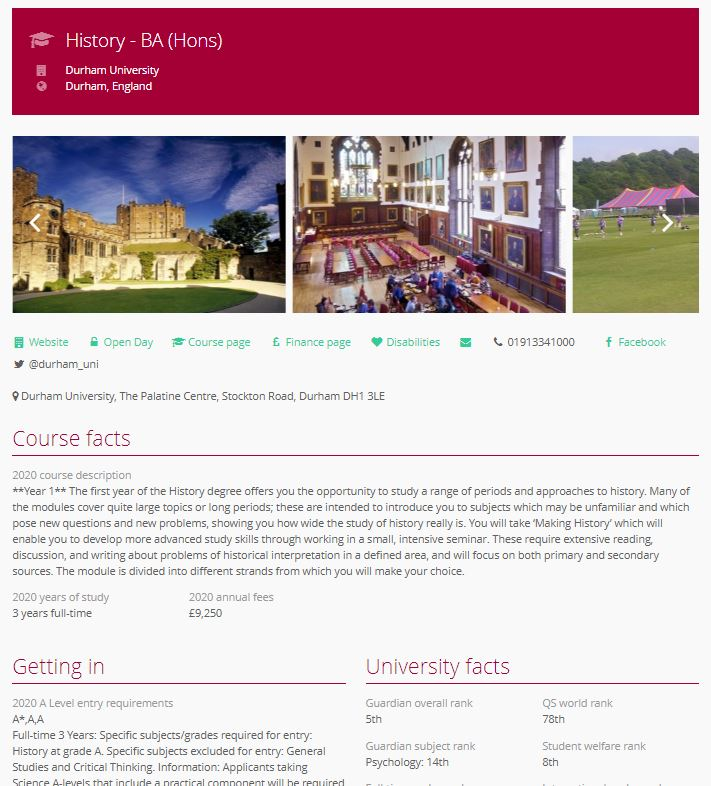 History - BA (Hons)
Durham University
Durham, England
Website Open Day Course page Finance page Disabilities 01913341000 Facebook
@durham_uni
Durham University, The Palatine Centre, Stockton Road, Durham DH1 3LE
Course facts
2020 course description
**Year 1** The first year of the History degree offers you the opportunity to study a range of periods and approaches to history. Many of
the modules cover quite large topics or long periods; these are intended to introduce you to subjects which may be unfamiliar and which
pose new questions and new problems, showing you how wide the study of history really is. You will take ‘Making History’ which will
enable you to develop more advanced study skills through working in a small, intensive seminar. These require extensive reading,
discussion, and writing about problems of historical interpretation in a defined area, and will focus on both primary and secondary
sources. The module is divided into different strands from which you will make your choice.
2020 years of study
3 years full-time
2020 annual fees
£9,250
Getting in
2020 A Level entry requirements
A*,A,A
Full-time 3 Years: Specific subjects/grades required for entry:
History at grade A. Specific subjects excluded for entry: General
Studies and Critical Thinking. Information: Applicants taking
Science A-levels that include a practical component will be required
University facts
Guardian overall rank
5th
QS world rank
78th
Guardian subject rank
Psychology: 14th
Student welfare rank
8th